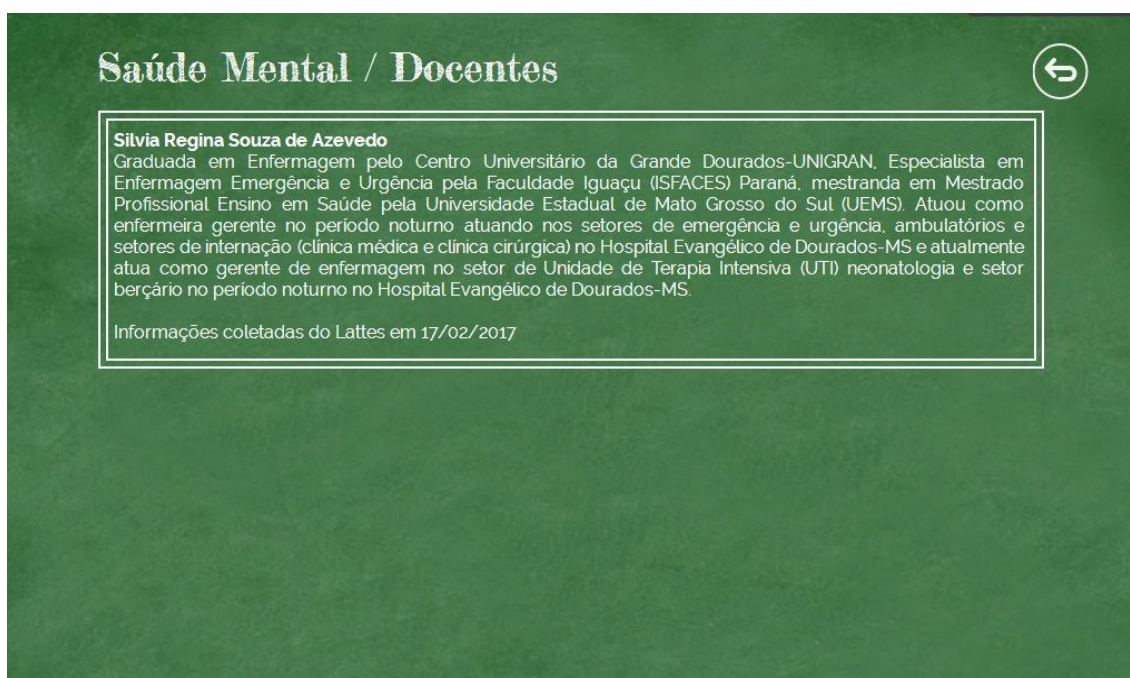 Saúde Mental / Docentes
Silvia Regina Souza de Azevedo
Graduada em Enfermagem pelo Centro Universitário da Grande Dourados-UNIGRAN, Especialista em
Enfermagem Emergência e Urgência pela Faculdade Iguaçu (ISFACES) Paraná, mestranda em Mestrado
Profissional Ensino em Saúde pela Universidade Estadual de Mato Grosso do Sul (UEMS). Atuou como
enfermeira gerente no período noturno atuando nos setores de emergência e urgência, ambulatórios e
setores de internação (clínica médica e clínica cirúrgica) no Hospital Evangélico de Dourados-MS e atualmente
atua como gerente de enfermagem no setor de Unidade de Terapia Intensiva (UTI) neonatologia e setor
berçário no período noturno no Hospital Evangélico de Dourados-MS.
Informações coletadas do Lattes em 17/02/2017